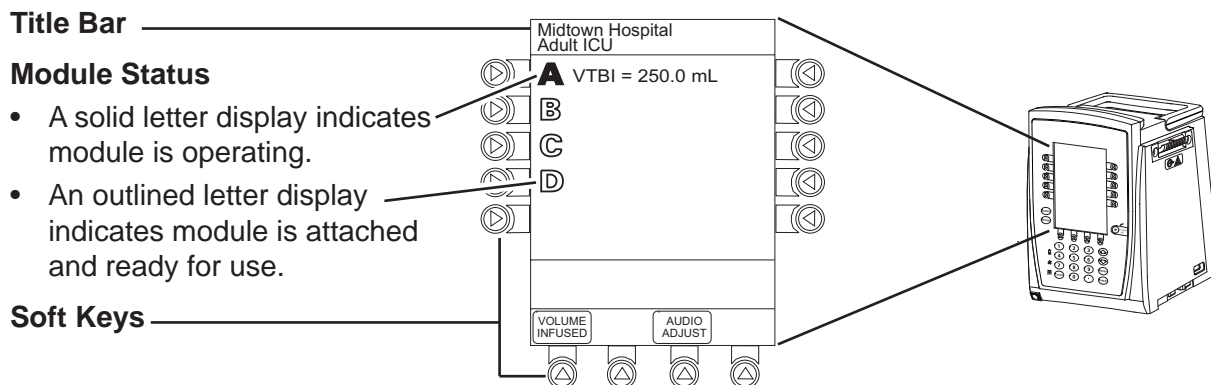 Title Bar
Module Status
• A solid letter display indicates
module is operating.
• An outlined letter display
indicates module is attached
and ready for use.
Soft Keys
Midtown Hospital
Adult ICU
A VTBI = 250.0 mL
B
C
D
VOLUME
INFUSED
AUDIO
ADJUST